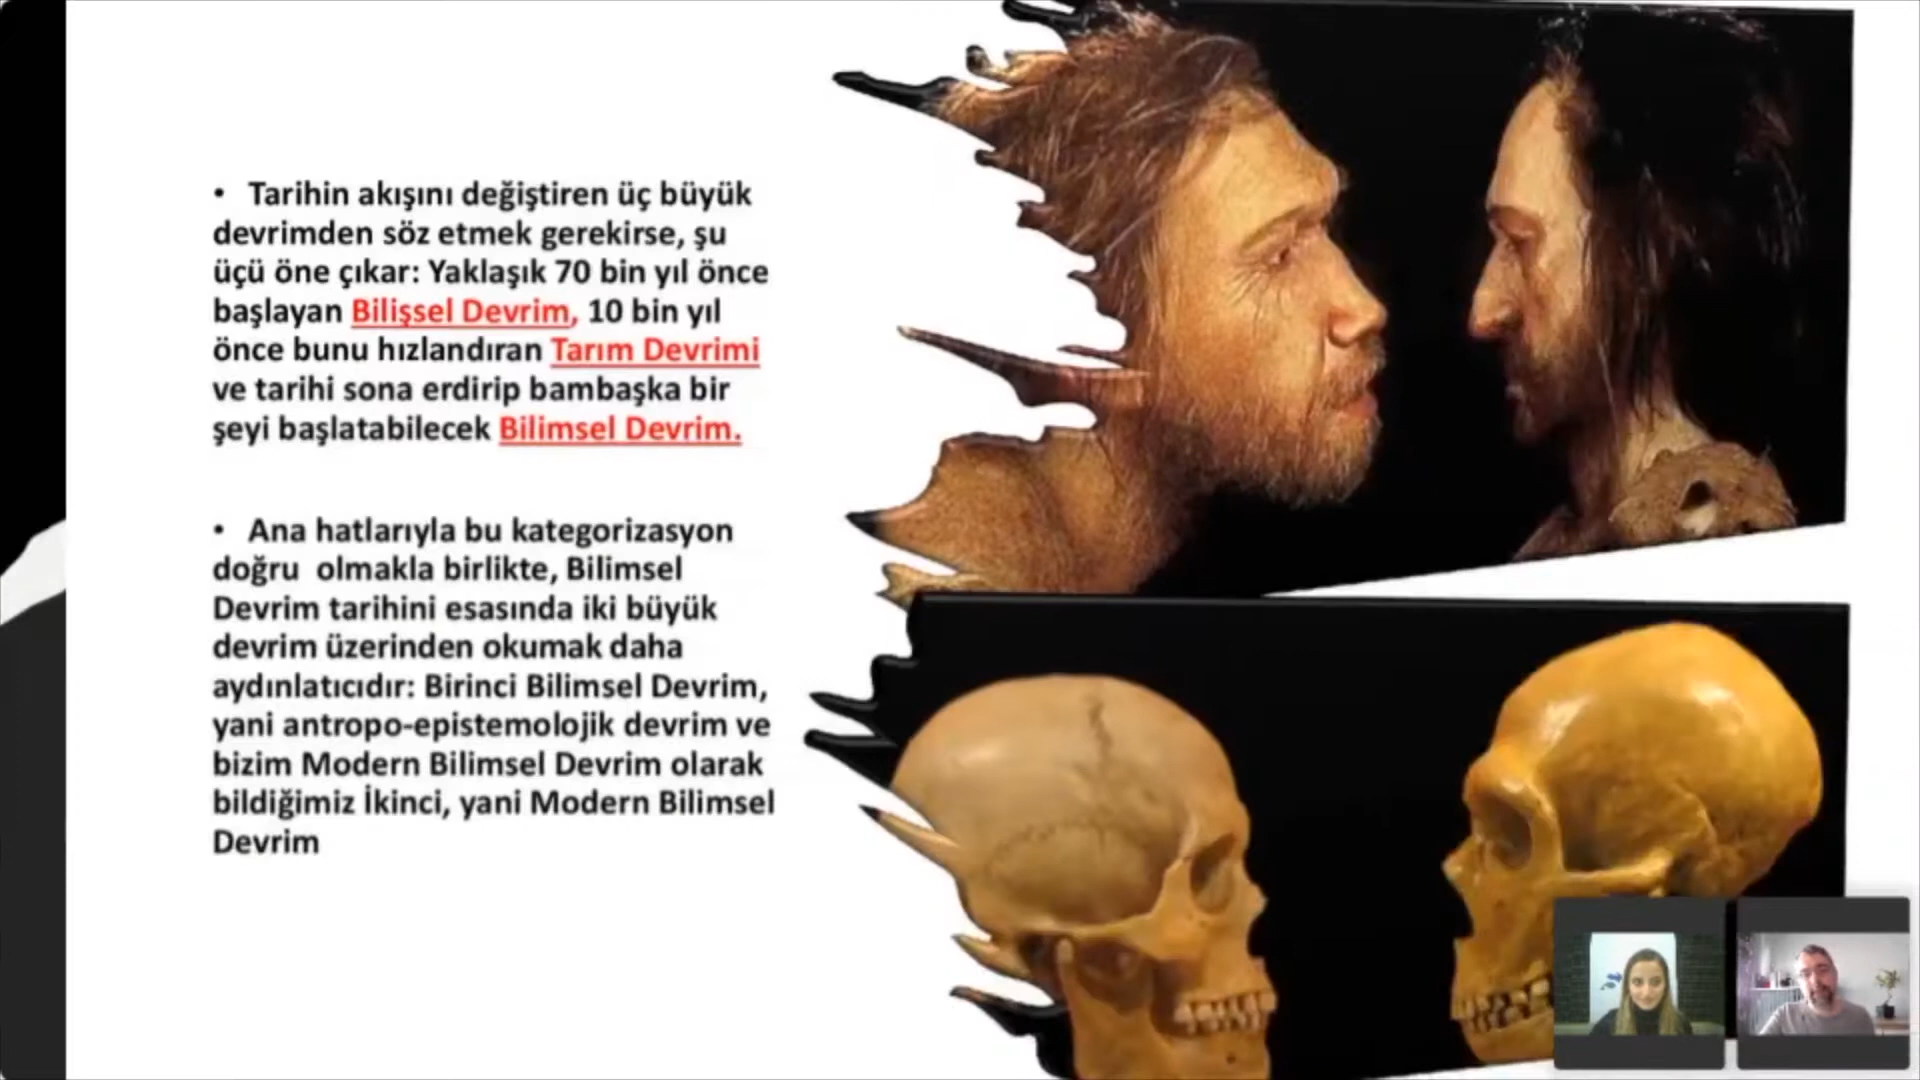 • Tarihin akışını değiştiren üç büyük
devrimden söz etmek gerekirse, şu
üçü öne çıkar: Yaklaşık 70 bin yıl önce
başlayan Bilişsel Devrim, 10 bin yıl
önce bunu hızlandıran Tarım Devrimi
ve tarihi sona erdirip bambaşka bir
şeyi başlatabilecek Bilimsel Devrim.
• Ana hatlarıyla bu kategorizasyon
doğru olmakla birlikte, Bilimsel
Devrim tarihini esasında iki büyük
devrim üzerinden okumak daha
aydınlatıcıdır: Birinci Bilimsel Devrim,
yani antropo-epistemolojik devrim ve
bizim Modern Bilimsel Devrim olarak
bildiğimiz İkinci, yani Modern Bilimsel
Devrim